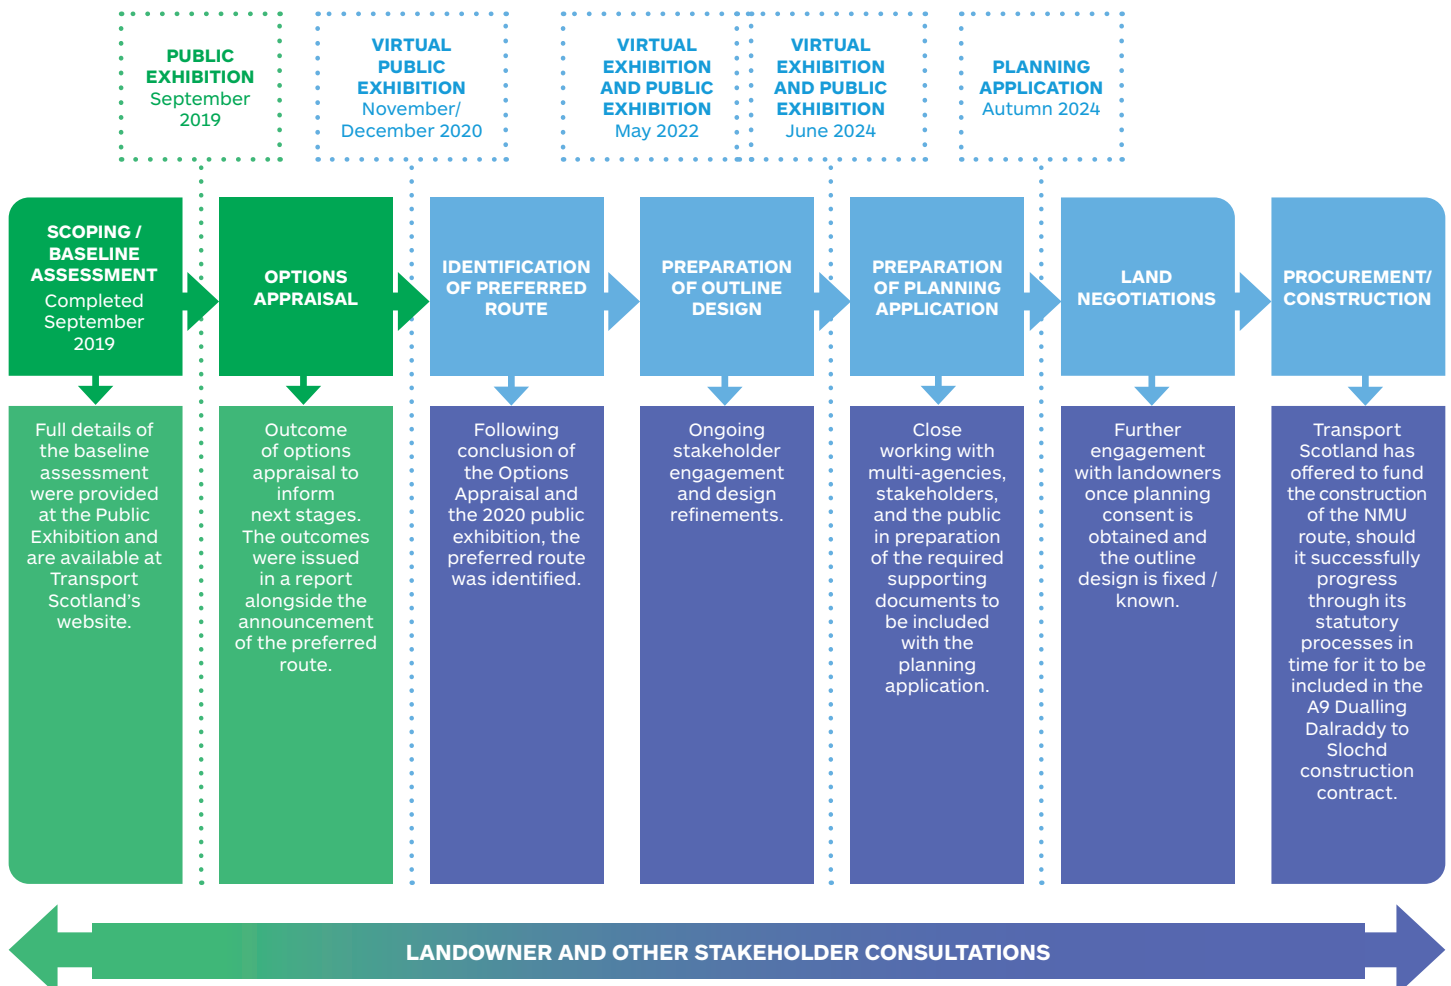 PUBLIC
EXHIBITION
September
2019
VIRTUAL
PUBLIC
EXHIBITION
November/
December 2020
VIRTUAL
EXHIBITION
AND PUBLIC
EXHIBITION
May 2022
VIRTUAL
EXHIBITION
AND PUBLIC
EXHIBITION
June 2024
PLANNING
APPLICATION
Autumn 2024
SCOPING /
BASELINE
ASSESSMENT
Completed
September
2019
OPTIONS
APPRAISAL
IDENTIFICATION
OF PREFERRED
ROUTE
PREPARATION
OF OUTLINE
DESIGN
PREPARATION
OF PLANNING
APPLICATION
LAND
NEGOTIATIONS
PROCUREMENT/
CONSTRUCTION
Full details of
the baseline
assessment
were provided
at the Public
Exhibition and
are available at
Transport
Scotland’s
website.
Outcome
of options
appraisal to
inform
next stages.
The outcomes
were issued
in a report
alongside the
announcement
of the preferred
route.
Following
conclusion of
the Options
Appraisal and
the 2020 public
exhibition, the
preferred route
was identified.
Ongoing
stakeholder
engagement
and design
refinements.
Close
working with
multi-agencies,
stakeholders,
and the public
in preparation
of the required
supporting
documents to
be included
with the
planning
application.
Further
engagement
with landowners
once planning
consent is
obtained and
the outline
design is fixed /
known.
Transport
Scotland has
offered to fund
the construction
of the NMU
route, should
it successfully
progress
through its
statutory
processes in
time for it to be
included in the
A9 Dualling
Dalraddy to
Slochd
construction
contract.
LANDOWNER AND OTHER STAKEHOLDER CONSULTATIONS